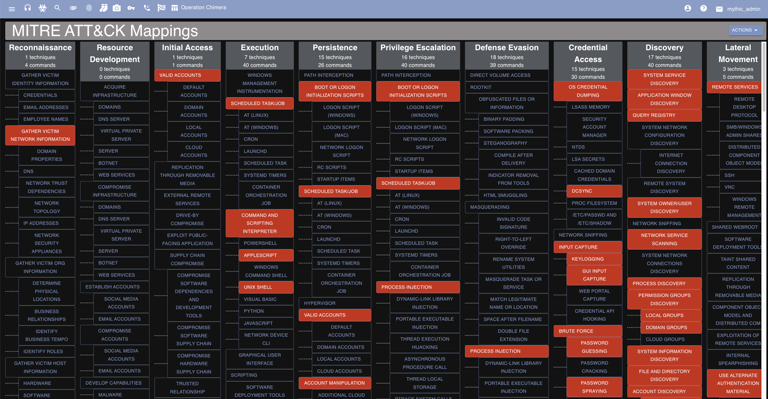 Operation Chimera
mythic_admin
MITRE ATT&CK Mappings
ACTIONS
Reconnaissance
1 techniques
4 commands
GATHER VICTIM
IDENTITY INFORMATION
CREDENTIALS
EMAIL ADDRESSES
EMPLOYEE NAMES
GATHER VICTIM
NETWORK INFORMATION
DOMAIN
PROPERTIES
DNS
NETWORK TRUST
DEPENDENCIES
NETWORK
TOPOLOGY
IP ADDRESSES
NETWORK
SECURITY
APPLIANCES
GATHER VICTIM ORG
INFORMATION
DETERMINE
PHYSICAL
LOCATIONS
BUSINESS
RELATIONSHIPS
IDENTIFY
BUSINESS TEMPO
IDENTIFY ROLES
GATHER VICTIM HOST
INFORMATION
HARDWARE
SOFTWARE
Resource
Development
0 techniques
0 commands
ACQUIRE
INFRASTRUCTURE
DOMAINS
DNS SERVER
VIRTUAL PRIVATE
SERVER
SERVER
BOTNET
WEB SERVICES
COMPROMISE
INFRASTRUCTURE
DOMAINS
DNS SERVER
VIRTUAL PRIVATE
SERVER
SERVER
BOTNET
WEB SERVICES
ESTABLISH ACCOUNTS
SOCIAL MEDIA
ACCOUNTS
EMAIL ACCOUNTS
COMPROMISE
ACCOUNTS
SOCIAL MEDIA
ACCOUNTS
EMAIL ACCOUNTS
DEVELOP CAPABILITIES
MALWARE
Initial Access
1 techniques
1 commands
VALID ACCOUNTS
DEFAULT
ACCOUNTS
DOMAIN
ACCOUNTS
LOCAL
ACCOUNTS
CLOUD
ACCOUNTS
REPLICATION
THROUGH REMOVABLE
MEDIA
EXTERNAL REMOTE
SERVICES
DRIVE-BY
COMPROMISE
EXPLOIT PUBLIC-
FACING APPLICATION
SUPPLY CHAIN
COMPROMISE
COMPROMISE
SOFTWARE
DEPENDENCIES
AND
DEVELOPMENT
TOOLS
COMPROMISE
SOFTWARE
SUPPLY CHAIN
COMPROMISE
HARDWARE
SUPPLY CHAIN
TRUSTED
RELATIONSHIP
Execution
7 techniques
42 commands
WINDOWS
MANAGEMENT
INSTRUMENTATION
SCHEDULED TASK/JOB
AT (LINUX)
AT (WINDOWS)
CRON
LAUNCHD
SCHEDULED TASK
SYSTEMD TIMERS
CONTAINER
ORCHESTRATION
JOB
COMMAND AND
SCRIPTING
INTERPRETER
POWERSHELL
APPLESCRIPT
WINDOWS
COMMAND SHELL
UNIX SHELL
VISUAL BASIC
PYTHON
JAVASCRIPT
NETWORK DEVICE
CLI
GRAPHICAL USER
INTERFACE
SCRIPTING
SOFTWARE
DEPLOYMENT TOOLS
Persistence
15 techniques
26 commands
PATH INTERCEPTION
BOOT OR LOGON
INITIALIZATION SCRIPTS
LOGON SCRIPT
(WINDOWS)
LOGON SCRIPT
(MAC)
NETWORK LOGON
SCRIPT
RC SCRIPTS
STARTUP ITEMS
SCHEDULED TASK/JOB
AT (LINUX)
AT (WINDOWS)
CRON
LAUNCHD
SCHEDULED TASK
SYSTEMD TIMERS
CONTAINER
ORCHESTRATION
JOB
HYPERVISOR
VALID ACCOUNTS
DEFAULT
ACCOUNTS
DOMAIN ACCOUNTS
LOCAL ACCOUNTS
CLOUD ACCOUNTS
ACCOUNT MANIPULATION
ADDITIONAL CLOUD
Privilege Escalation
16 techniques
40 commands
PATH INTERCEPTION
BOOT OR LOGON
INITIALIZATION SCRIPTS
LOGON SCRIPT
(WINDOWS)
LOGON SCRIPT (MAC)
NETWORK LOGON
SCRIPT
RC SCRIPTS
STARTUP ITEMS
SCHEDULED TASK/JOB
AT (LINUX)
AT (WINDOWS)
CRON
LAUNCHD
SCHEDULED TASK
SYSTEMD TIMERS
CONTAINER
ORCHESTRATION JOB
PROCESS INJECTION
DYNAMIC-LINK LIBRARY
INJECTION
PORTABLE EXECUTABLE
INJECTION
THREAD EXECUTION
HIJACKING
ASYNCHRONOUS
PROCEDURE CALL
THREAD LOCAL
STORAGE
Defense Evasion
18 techniques
39 commands
DIRECT VOLUME ACCESS
ROOTKIT
OBFUSCATED FILES OR
INFORMATION
BINARY PADDING
SOFTWARE PACKING
STEGANOGRAPHY
COMPILE AFTER
DELIVERY
INDICATOR REMOVAL
FROM TOOLS
HTML SMUGGLING
MASQUERADING
INVALID CODE
SIGNATURE
RIGHT-TO-LEFT
OVERRIDE
RENAME SYSTEM
UTILITIES
MASQUERADE TASK OR
SERVICE
MATCH LEGITIMATE
NAME OR LOCATION
SPACE AFTER FILENAME
DOUBLE FILE
EXTENSION
PROCESS INJECTION
DYNAMIC-LINK LIBRARY
INJECTION
PORTABLE EXECUTABLE
INJECTION
Credential
Access
15 techniques
30 commands
OS CREDENTIAL
DUMPING
LSASS MEMORY
SECURITY
ACCOUNT
MANAGER
NTDS
LSA SECRETS
CACHED DOMAIN
CREDENTIALS
DCSYNC
PROC FILESYSTEM
/ETC/PASSWD AND
/ETC/SHADOW
NETWORK SNIFFING
INPUT CAPTURE
KEYLOGGING
GUI INPUT
CAPTURE
WEB PORTAL
CAPTURE
CREDENTIAL API
HOOKING
BRUTE FORCE
PASSWORD
GUESSING
PASSWORD
CRACKING
PASSWORD
SPRAYING
Discovery
17 techniques
40 commands
SYSTEM SERVICE
DISCOVERY
APPLICATION WINDOW
DISCOVERY
QUERY REGISTRY
SYSTEM NETWORK
CONFIGURATION
DISCOVERY
INTERNET
CONNECTION
DISCOVERY
REMOTE SYSTEM
DISCOVERY
SYSTEM OWNER/USER
DISCOVERY
NETWORK SNIFFING
NETWORK SERVICE
SCANNING
SYSTEM NETWORK
CONNECTIONS
DISCOVERY
PROCESS DISCOVERY
PERMISSION GROUPS
DISCOVERY
LOCAL GROUPS
DOMAIN GROUPS
CLOUD GROUPS
SYSTEM INFORMATION
DISCOVERY
FILE AND DIRECTORY
DISCOVERY
ACCOUNT DISCOVERY
Lateral
Movement
3 techniques
5 commands
REMOTE SERVICES
REMOTE
DESKTOP
PROTOCOL
SMB/WINDOW
ADMIN SHARES
DISTRIBUTED
COMPONENT
OBJECT MODE
SSH
VNC
WINDOWS
REMOTE
MANAGEMENT
SHARED WEBROOT
SOFTWARE
DEPLOYMENT TOOLS
TAINT SHARED
CONTENT
REPLICATION
THROUGH
REMOVABLE MEDIA
COMPONENT OBJEC
MODEL AND
DISTRIBUTED COM
EXPLOITATION OF
REMOTE SERVICES
INTERNAL
SPEARPHISHING
USE ALTERNATE
AUTHENTICATION
MATERIAL